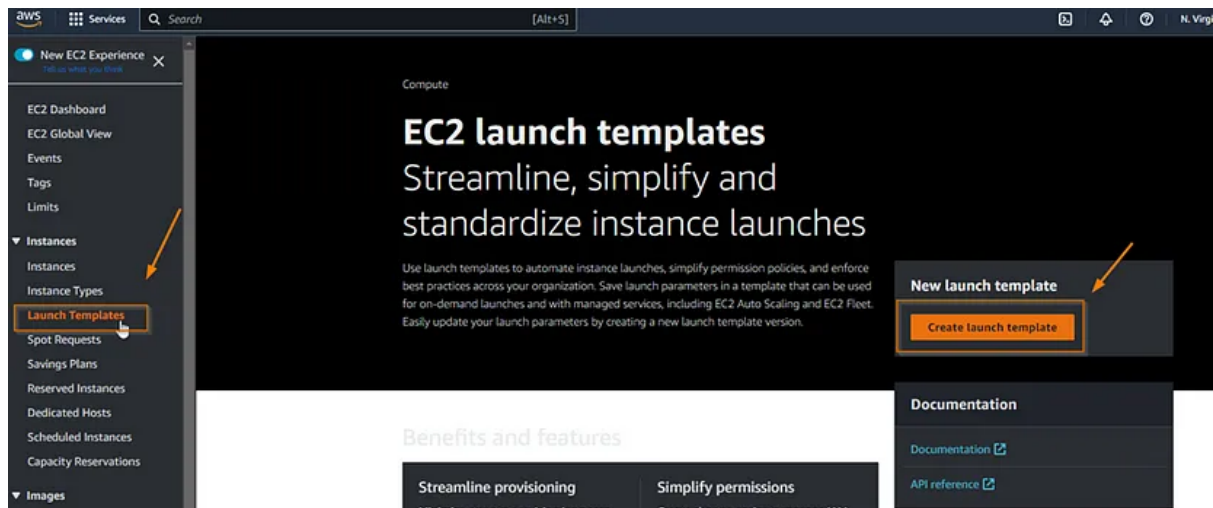 aws Services Search [Alt+S] N. Virgi
New EC2 Experience
Tell us what you think
EC2 Dashboard
EC2 Global View
Events
Tags
Limits
Instances
Instances
Instance Types
Launch Templates
Spot Requests
Savings Plans
Reserved Instances
Dedicated Hosts
Scheduled Instances
Capacity Reservations
Images
Compute
EC2 launch templates
Streamline, simplify and
standardize instance launches
Use launch templates to automate instance launches, simplify permission policies, and enforce
best practices across your organization. Save launch parameters in a template that can be used
for on-demand launches and with managed services, including EC2 Auto Scaling and EC2 Fleet.
Easily update your launch parameters by creating a new launch template version.
New launch template
Create launch template
Benefits and features
Streamline provisioning
Simplify permissions
Documentation
Documentation
API reference